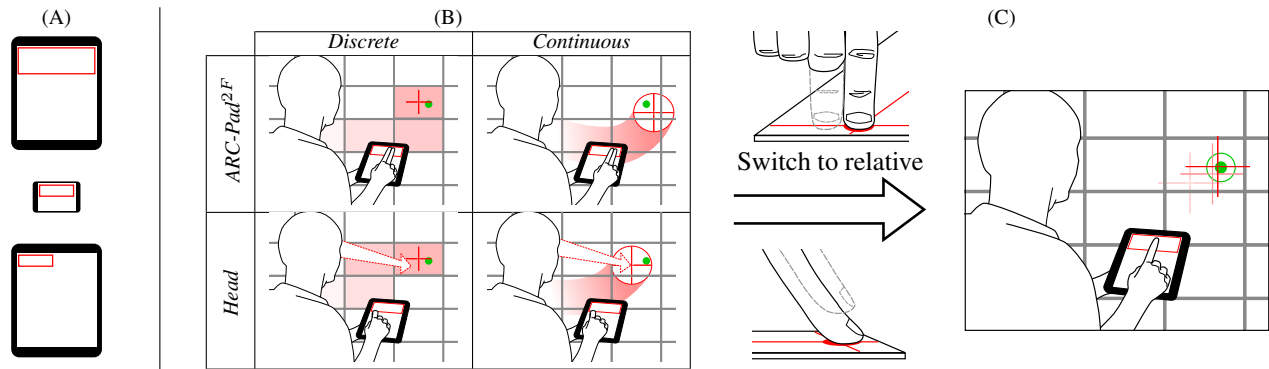 (A)
(B)
(C)
Discrete
Continuous
ARC-Pad2F
Switch to relative
Head